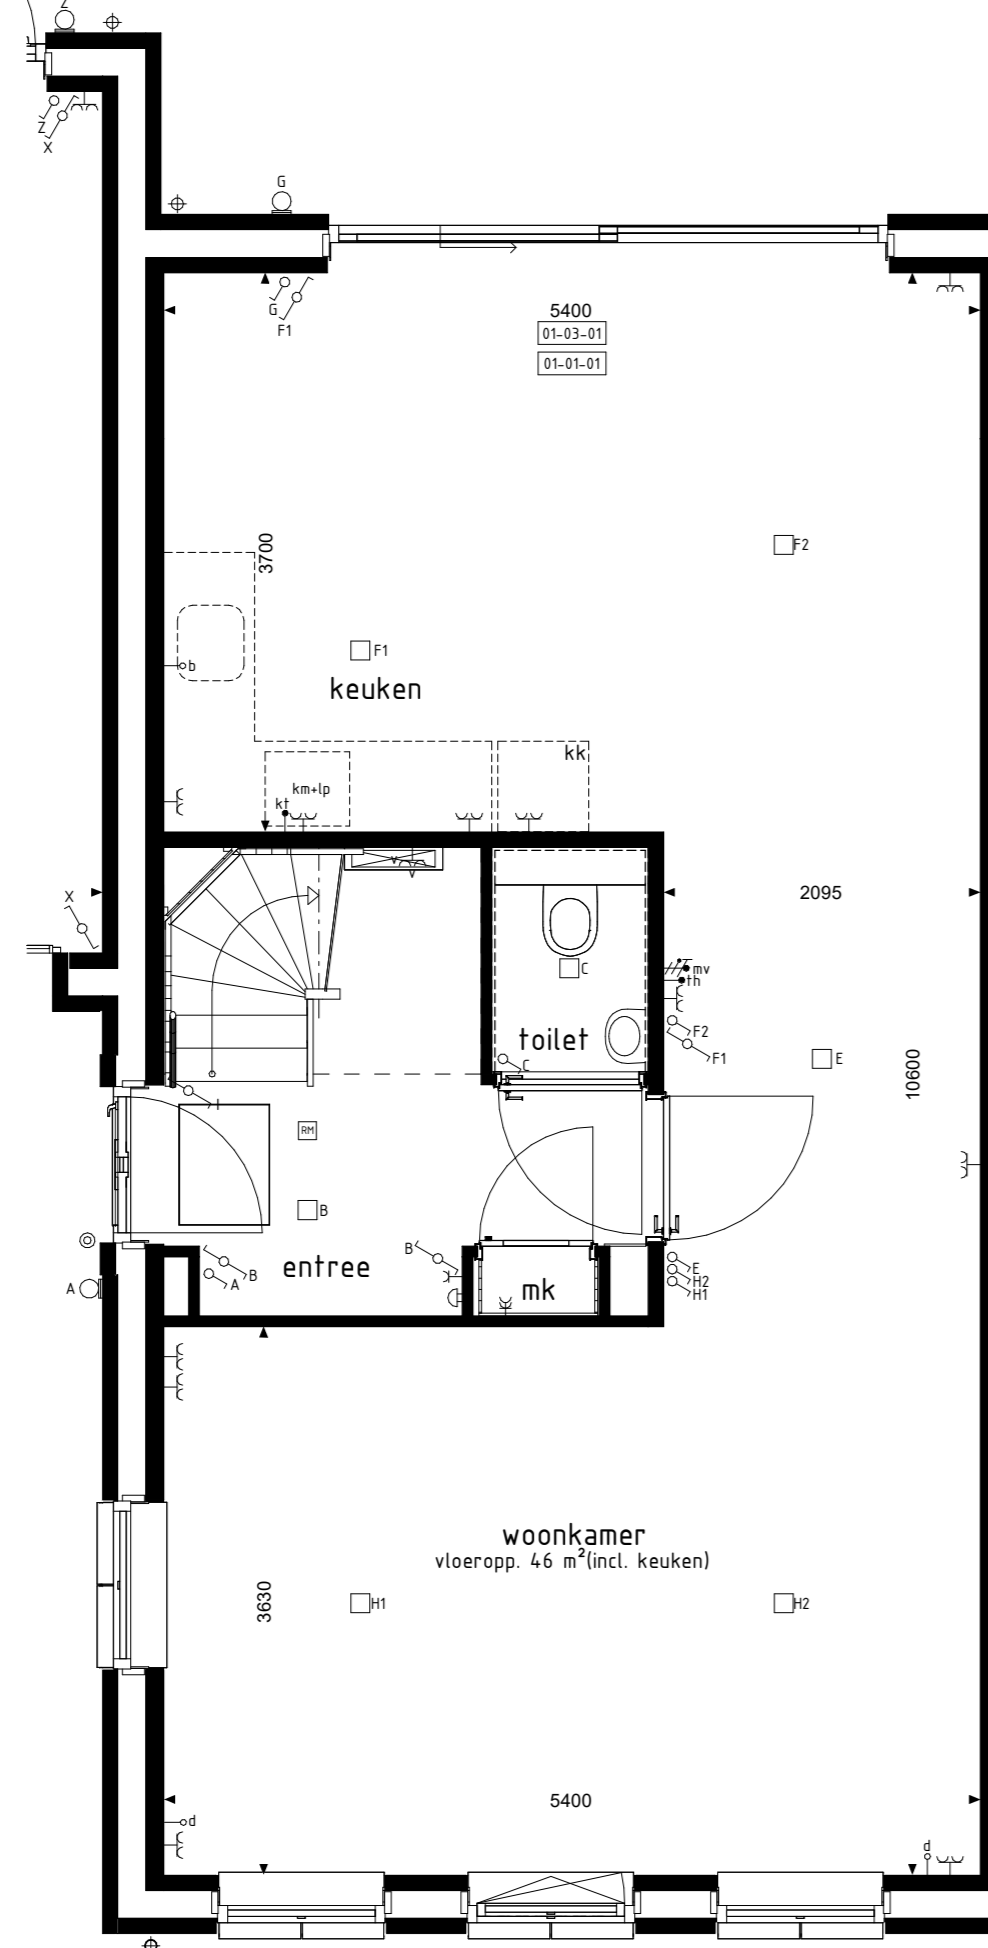 Z
Z
X
G
G
F1
5400
01-03-01
01-01-01
3700
F2
F1
b
keuken
kk
km+lp
kt
X
2095
C
mv
th
toilet
C
F2
F1
E
10600
RM
B
B
A
entree
B
mk
A
E
H2
H1
woonkamer
vloeropp. 46 m²(incl. keuken)
3630
H1
H2
5400
d
d